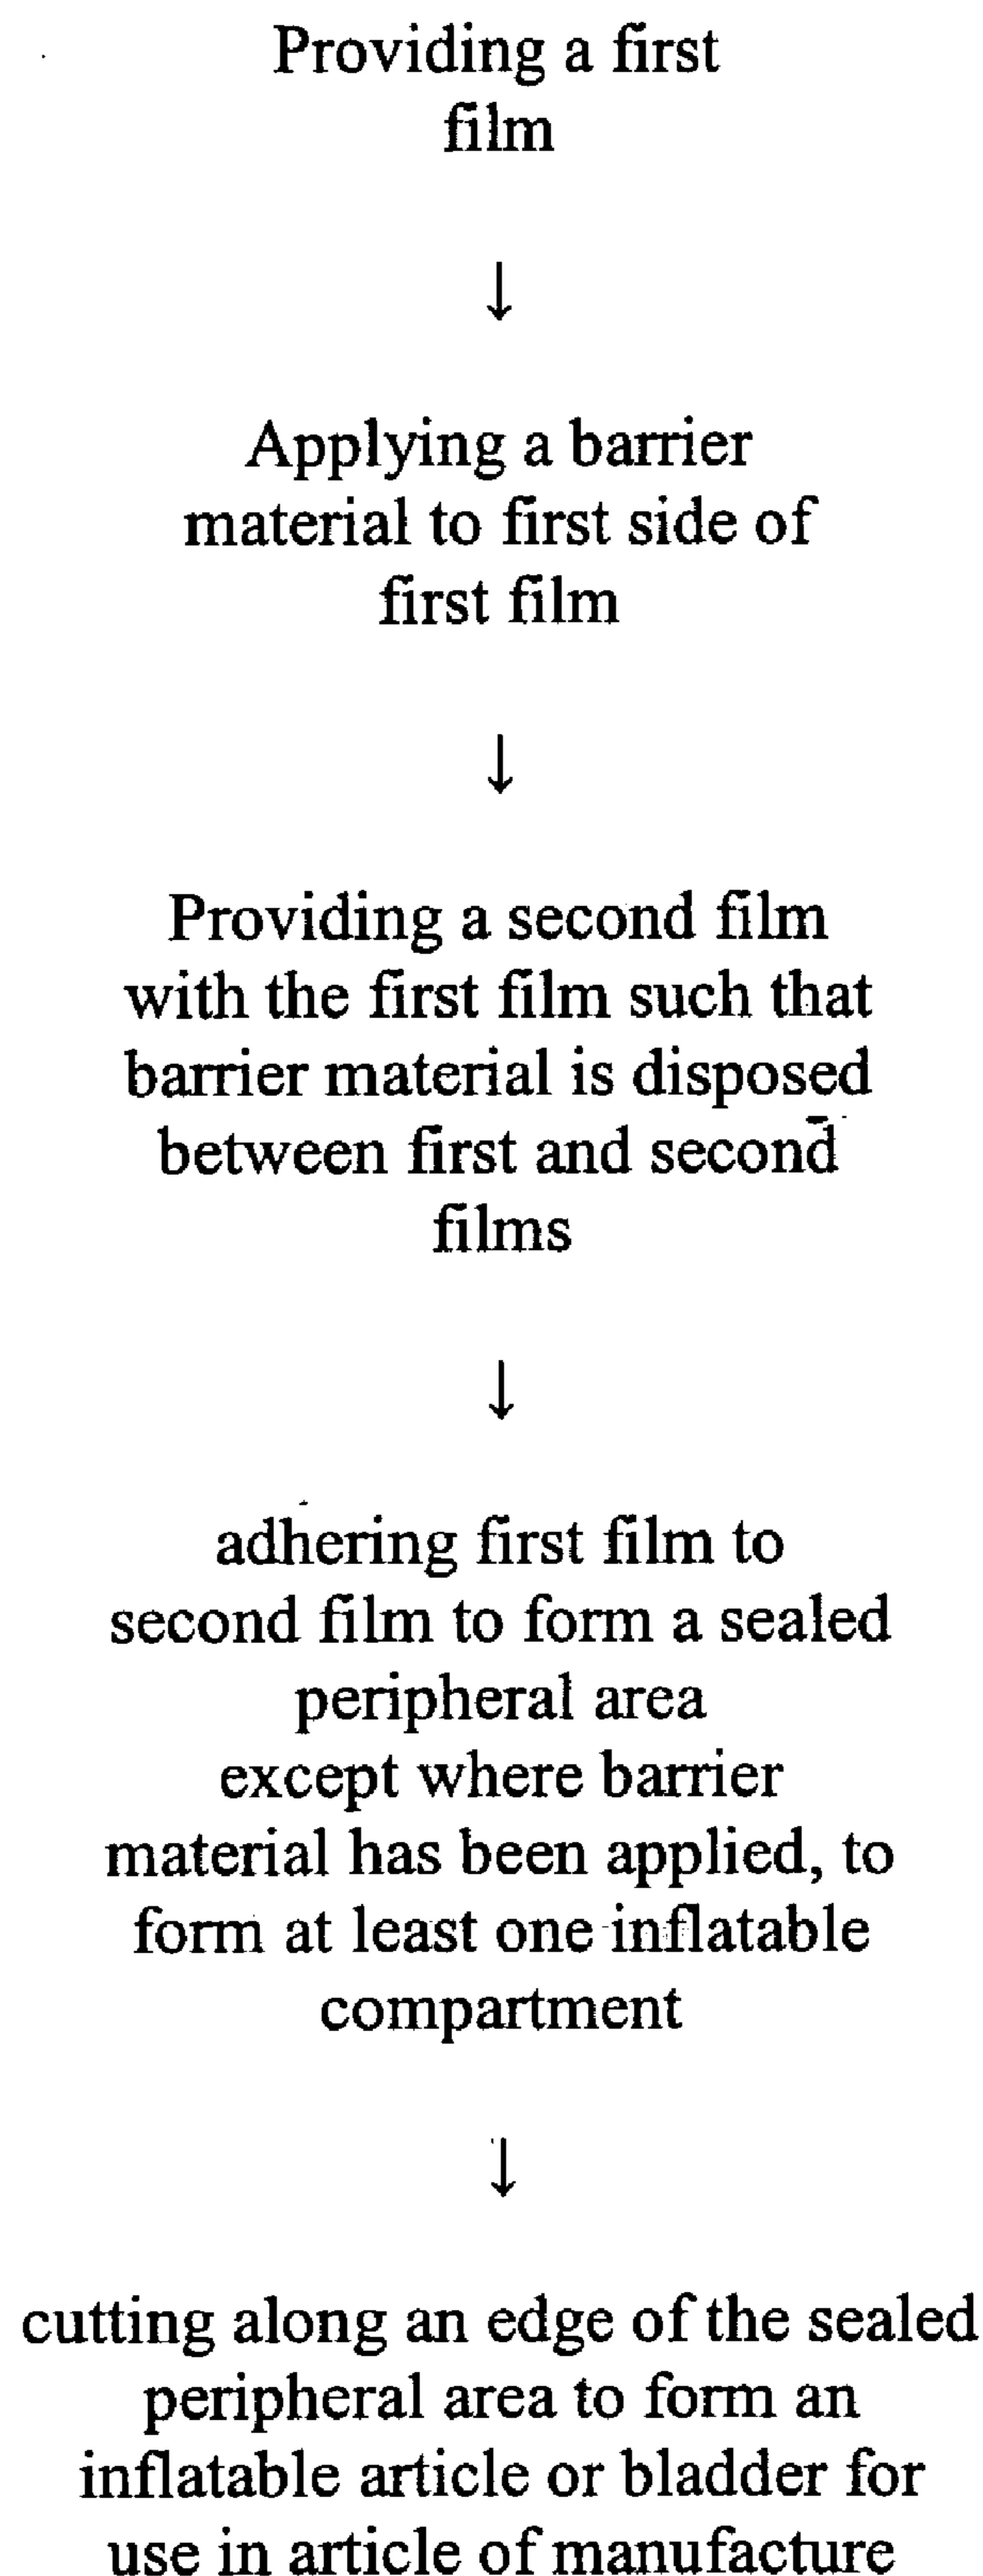 Providing a first
film
↓
Applying a barrier
material to first side of
first film
↓
Providing a second film
with the first film such that
barrier material is disposed
between first and second
films
↓
adhering first film to
second film to form a sealed
peripheral area
except where barrier
material has been applied, to
form at least one inflatable
compartment
↓
cutting along an edge of the sealed
peripheral area to form an
inflatable article or bladder for
use in article of manufacture